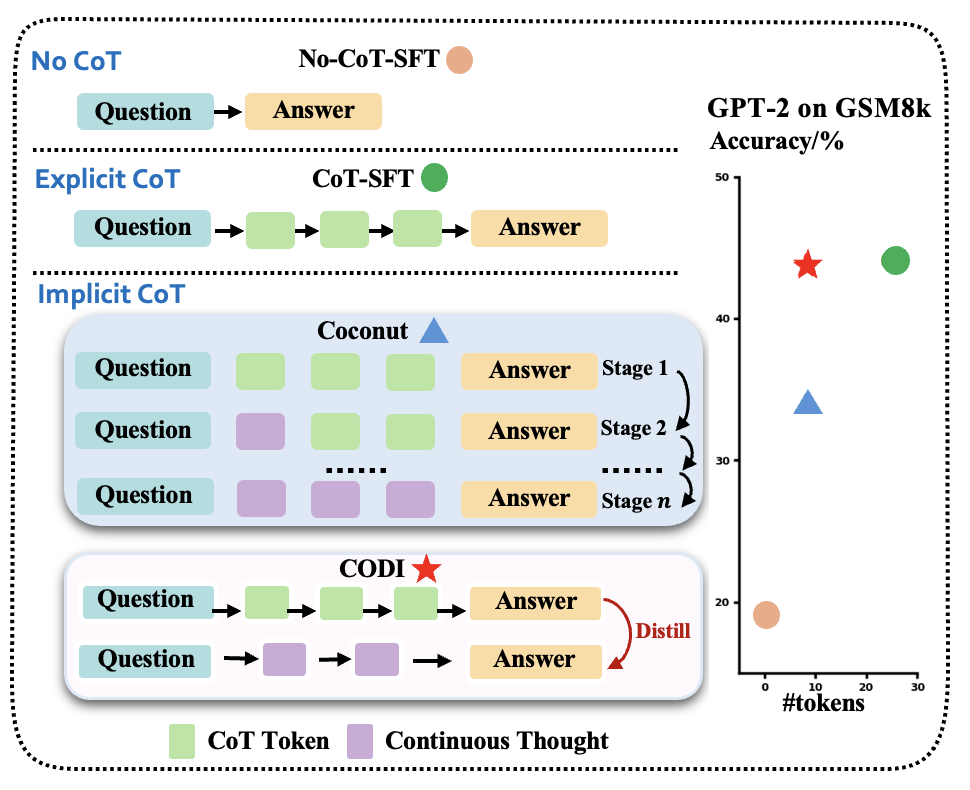 No CoT
No-CoT-SFT
Question
Answer
Explicit CoT
CoT-SFT
Question
Answer
Implicit CoT
Coconut
Question
Answer
Stage 1
Question
Answer
Stage 2
......
......
Question
Answer
Stage n
CODI
Question
Answer
Distill
Question
Answer
CoT Token
Continuous Thought
GPT-2 on GSM8k
Accuracy/%
50
40
30
20
0
10
20
30
#tokens